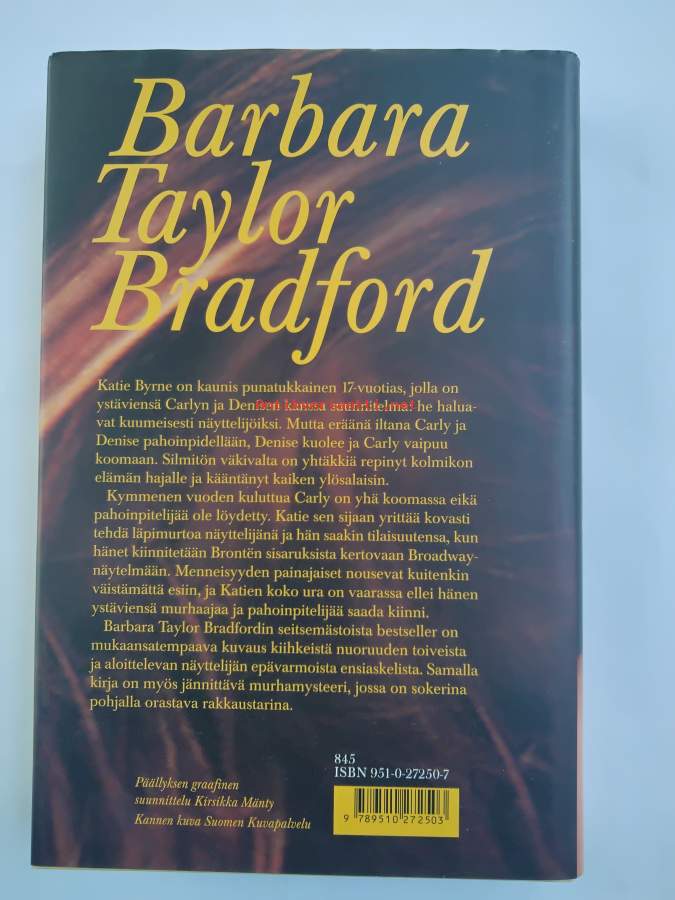 Barbara
Taylor
Bradford
Katie Byrne on kaunis punatukkainen 17-vuotias, jolla on
ystäviensä Carlyn ja Denisen kanssa suunnitelma: he halua-
vat kuumeisesti näyttelijöiksi. Mutta eräänä iltana Carly ja
Denise pahoinpidellään, Denise kuolee ja Carly vaipuu
koomaan. Silmitön väkivalta on yhtäkkiä repinyt kolmikon
elämän hajalle ja kääntänyt kaiken ylösalaisin.
Kymmenen vuoden kuluttua Carly on yhä koomassa eikä
pahoinpitelijää ole löydetty. Katie sen sijaan yrittää kovasti
tehdä läpimurtoa näyttelijänä ja hän saakin tilaisuutensa, kun
hänet kiinnitetään Brontën sisaruksista kertovaan Broadway-
näytelmään. Menneisyyden painajaiset nousevat kuitenkin
väistämättä esiin, ja Katien koko ura on vaarassa ellei hänen
ystäviensä murhaajaa ja pahoinpitelijää saada kiinni.
Barbara Taylor Bradfordin seitsemästoista bestseller on
mukaansatempaava kuvaus kiihkeistä nuoruuden toiveista
ja aloittelevan näyttelijän epävarmoista ensiaskelista. Samalla
kirja on myös jännittävä murhamysteeri, jossa on sokerina
pohjalla orastava rakkaustarina.
845
ISBN 951-0-27250-7
Päällyksen graafinen
suunnittelu Kirsikka Mänty
Kannen kuva Suomen Kuvapalvelu
9 789510 272503